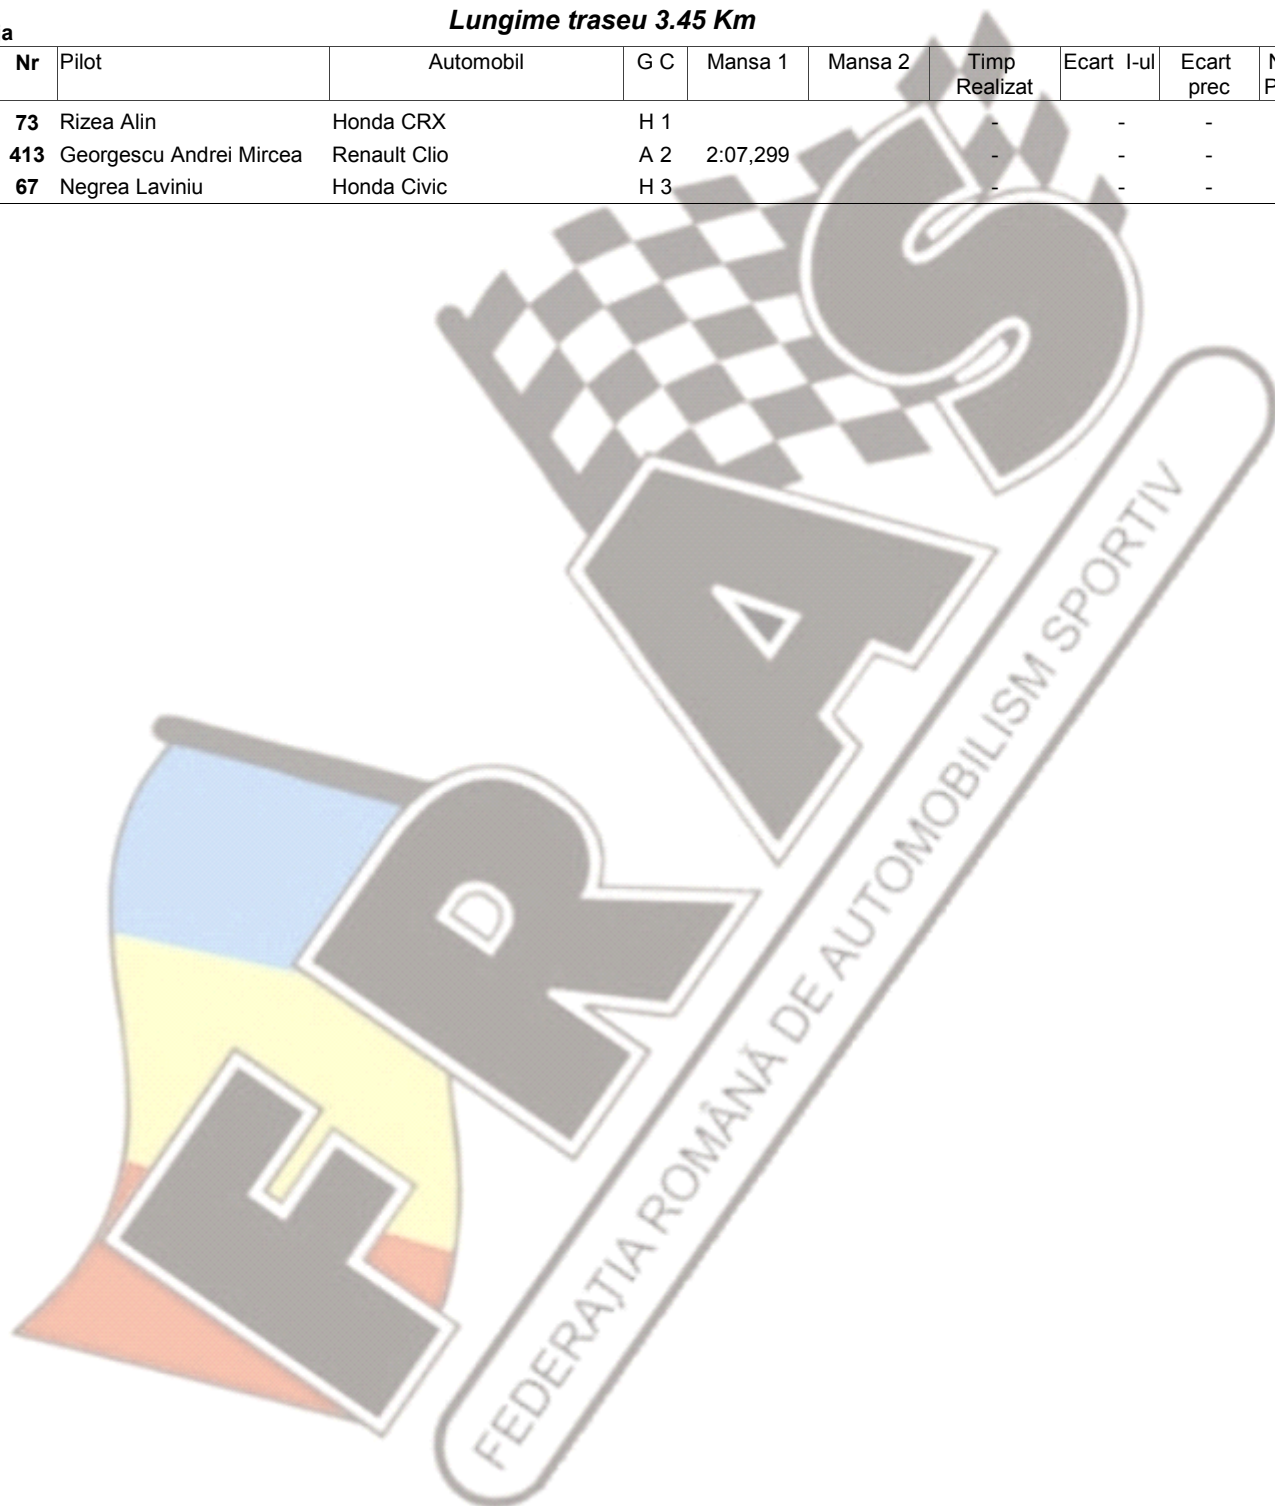 Lungime traseu 3.45 Km
a
Nr Pilot Automobil G C Mansa 1 Mansa 2 Timp Realizat Ecart I-ul Ecart prec N P
73 Rizea Alin Honda CRX H 1 - - -
413 Georgescu Andrei Mircea Renault Clio A 2 2:07,299 - - -
67 Negrea Laviniu Honda Civic H 3 - - -
FRAS
FEDERAȚIA ROMÂNĂ DE AUTOMOBILISM SPORTIV